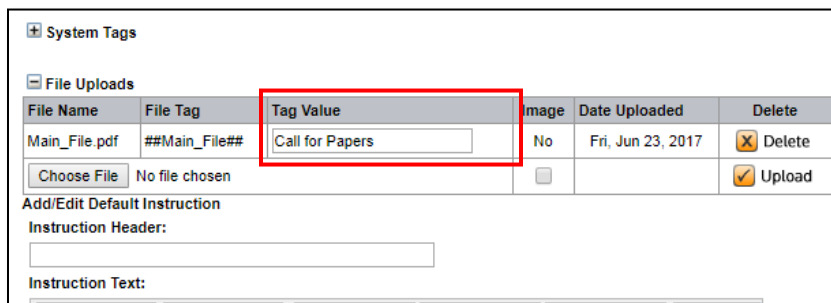 System Tags
File Uploads
File Name File Tag Tag Value Image Date Uploaded Delete
Main_File.pdf ##Main_File## Call for Papers No Fri, Jun 23, 2017 Delete
Choose File No file chosen Upload
Add/Edit Default Instruction
Instruction Header:
Instruction Text: